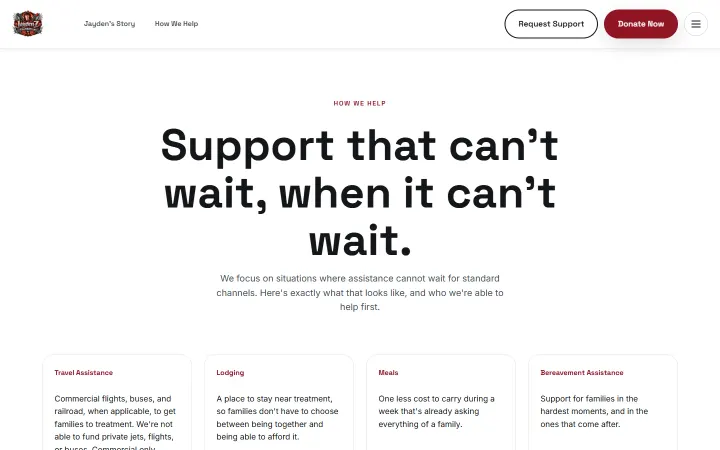 Jayden's Story
How We Help
Request Support
Donate Now
HOW WE HELP
Support that can't
wait, when it can't
wait.
We focus on situations where assistance cannot wait for standard
channels. Here's exactly what that looks like, and who we're able to
help first.
Travel Assistance
Commercial flights, buses, and
railroad, when applicable, to get
families to treatment. We're not
able to fund private jets, flights,
or buses. Commercial only
Lodging
A place to stay near treatment,
so families don't have to choose
between being together and
being able to afford it.
Meals
One less cost to carry during a
week that's already asking
everything of a family.
Bereavement Assistance
Support for families in the
hardest moments, and in the
ones that come after.